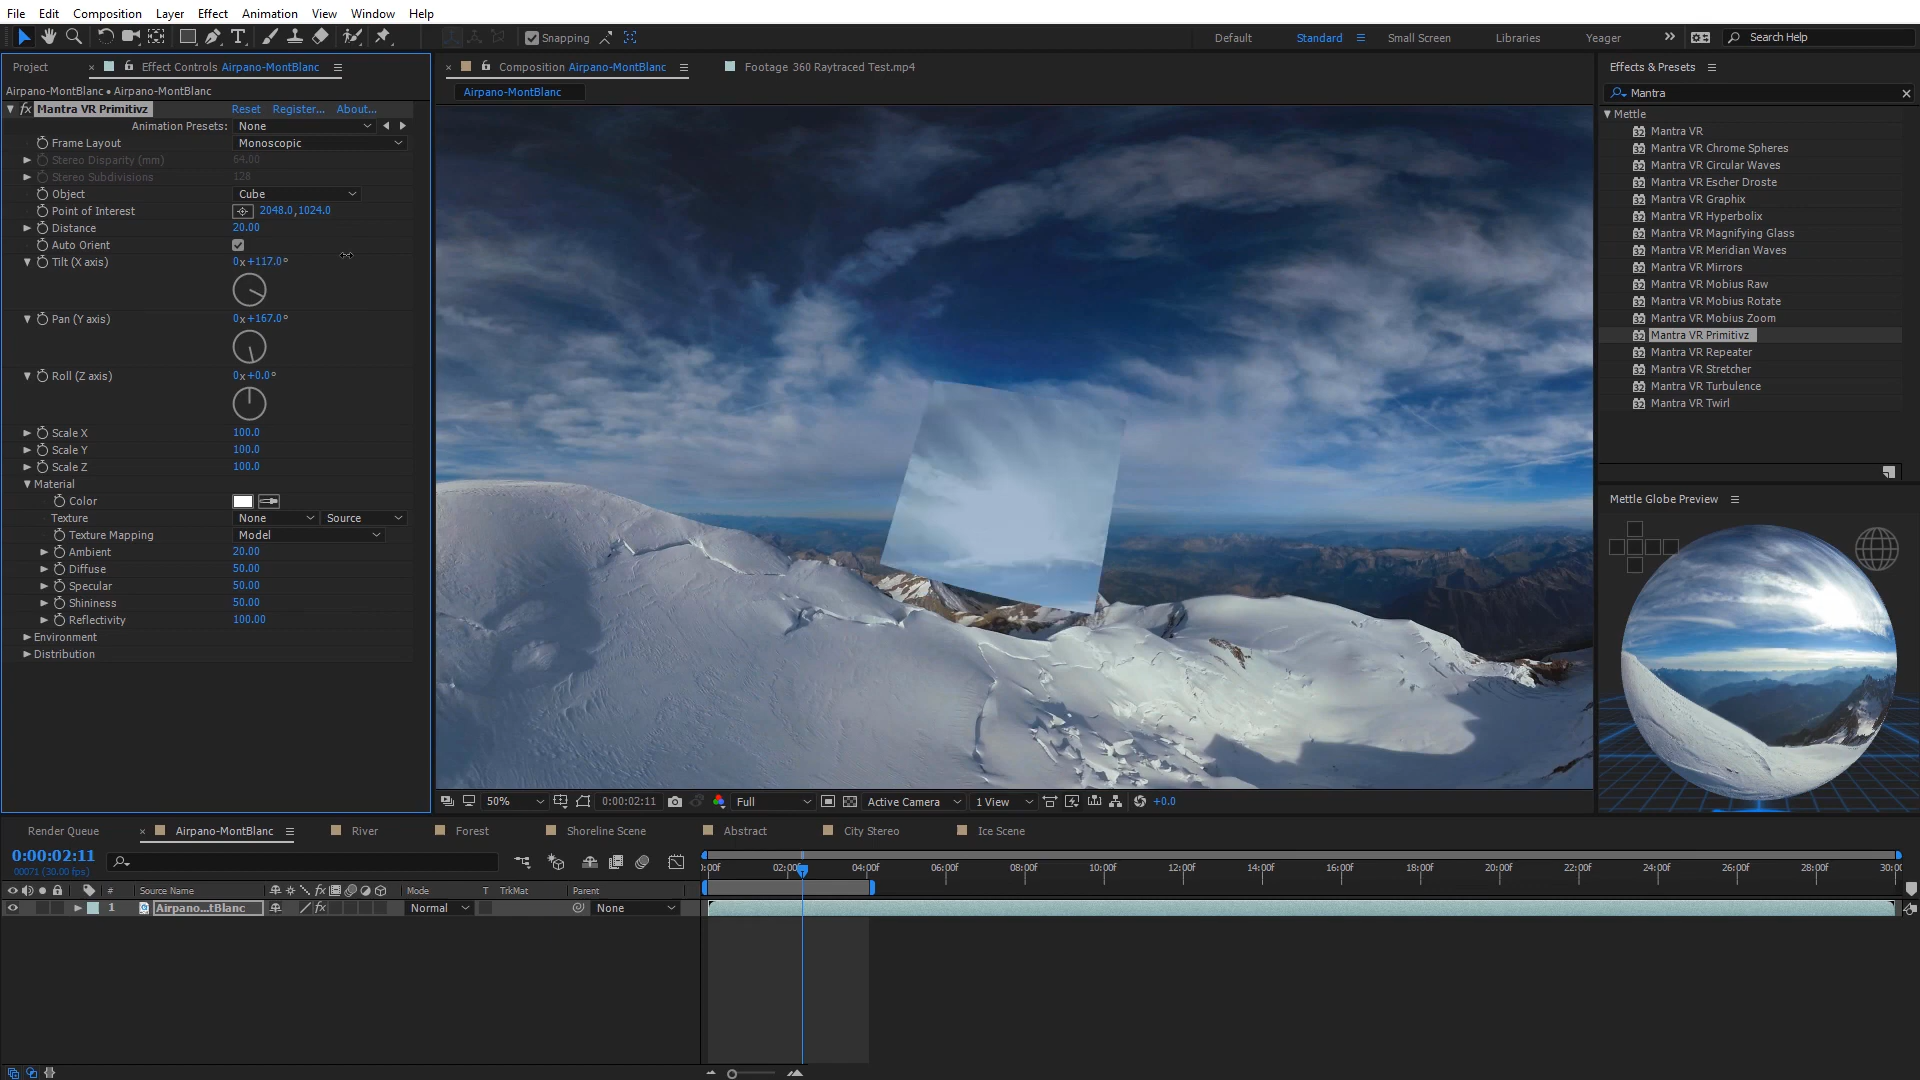 File Edit Composition Layer Effect Animation View Window Help
Snapping
Default Standard Small Screen Libraries Yeager Search Help
Project Effect Controls Airpano-MontBlanc
Airpano-MontBlanc • Airpano-MontBlanc
fx Mantra VR Primitivz Reset Register... About...
Animation Presets: None
Frame Layout Monoscopic
Stereo Disparity (mm) 64.00
Stereo Subdivisions 128
Object Cube
Point of Interest 2048.0,1024.0
Distance 20.00
Auto Orient
Tilt (X axis) 0x+117.0°
Pan (Y axis) 0x+167.0°
Roll (Z axis) 0x+0.0°
Scale X 100.0
Scale Y 100.0
Scale Z 100.0
Material
Color
Texture None Source
Texture Mapping Model
Ambient 20.00
Diffuse 50.00
Specular 50.00
Shininess 50.00
Reflectivity 100.00
Environment
Distribution
Composition Airpano-MontBlanc Footage 360 Raytraced Test.mp4
Airpano-MontBlanc
50% 0:00:02:11 Full Active Camera 1 View +0.0
Effects & Presets
Mantra
Mettle
Mantra VR
Mantra VR Chrome Spheres
Mantra VR Circular Waves
Mantra VR Escher Droste
Mantra VR Graphix
Mantra VR Hyperbolix
Mantra VR Magnifying Glass
Mantra VR Meridian Waves
Mantra VR Mirrors
Mantra VR Mobius Raw
Mantra VR Mobius Rotate
Mantra VR Mobius Zoom
Mantra VR Primitivz
Mantra VR Repeater
Mantra VR Stretcher
Mantra VR Turbulence
Mantra VR Twirl
Mettle Globe Preview
Render Queue Airpano-MontBlanc River Forest Shoreline Scene Abstract City Stereo Ice Scene
0:00:02:11
00071 (30.00 fps)
:00f 02:00f 04:00f 06:00f 08:00f 10:00f 12:00f 14:00f 16:00f 18:00f 20:00f 22:00f 24:00f 26:00f 28:00f 30:00
# Source Name fx Mode T TrkMat Parent
1 Airpano...tBlanc fx Normal None